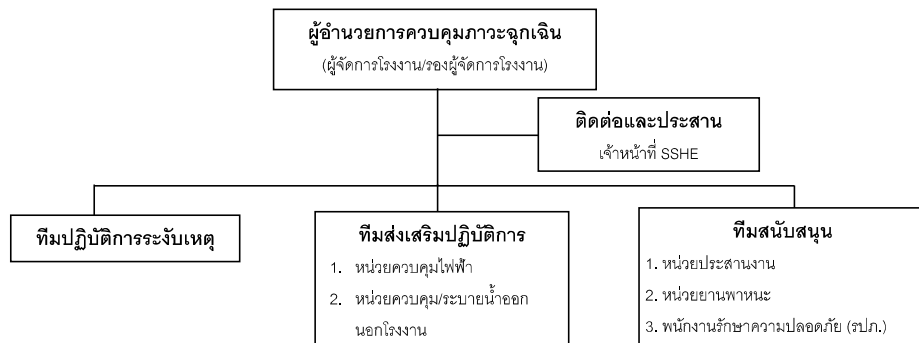 ผู้อำนวยการควบคุมภาวะฉุกเฉิน
(ผู้จัดการโรงงาน/รองผู้จัดการโรงงาน)
ติดต่อและประสาน
เจ้าหน้าที่ SSHE
ทีมปฏิบัติการระงับเหตุ
ทีมส่งเสริมปฏิบัติการ
1. หน่วยควบคุมไฟฟ้า
2. หน่วยควบคุม/ระบายน้ำออก
นอกโรงงาน
ทีมสนับสนุน
1. หน่วยประสานงาน
2. หน่วยยานพาหนะ
3. พนักงานรักษาความปลอดภัย (รปภ.)